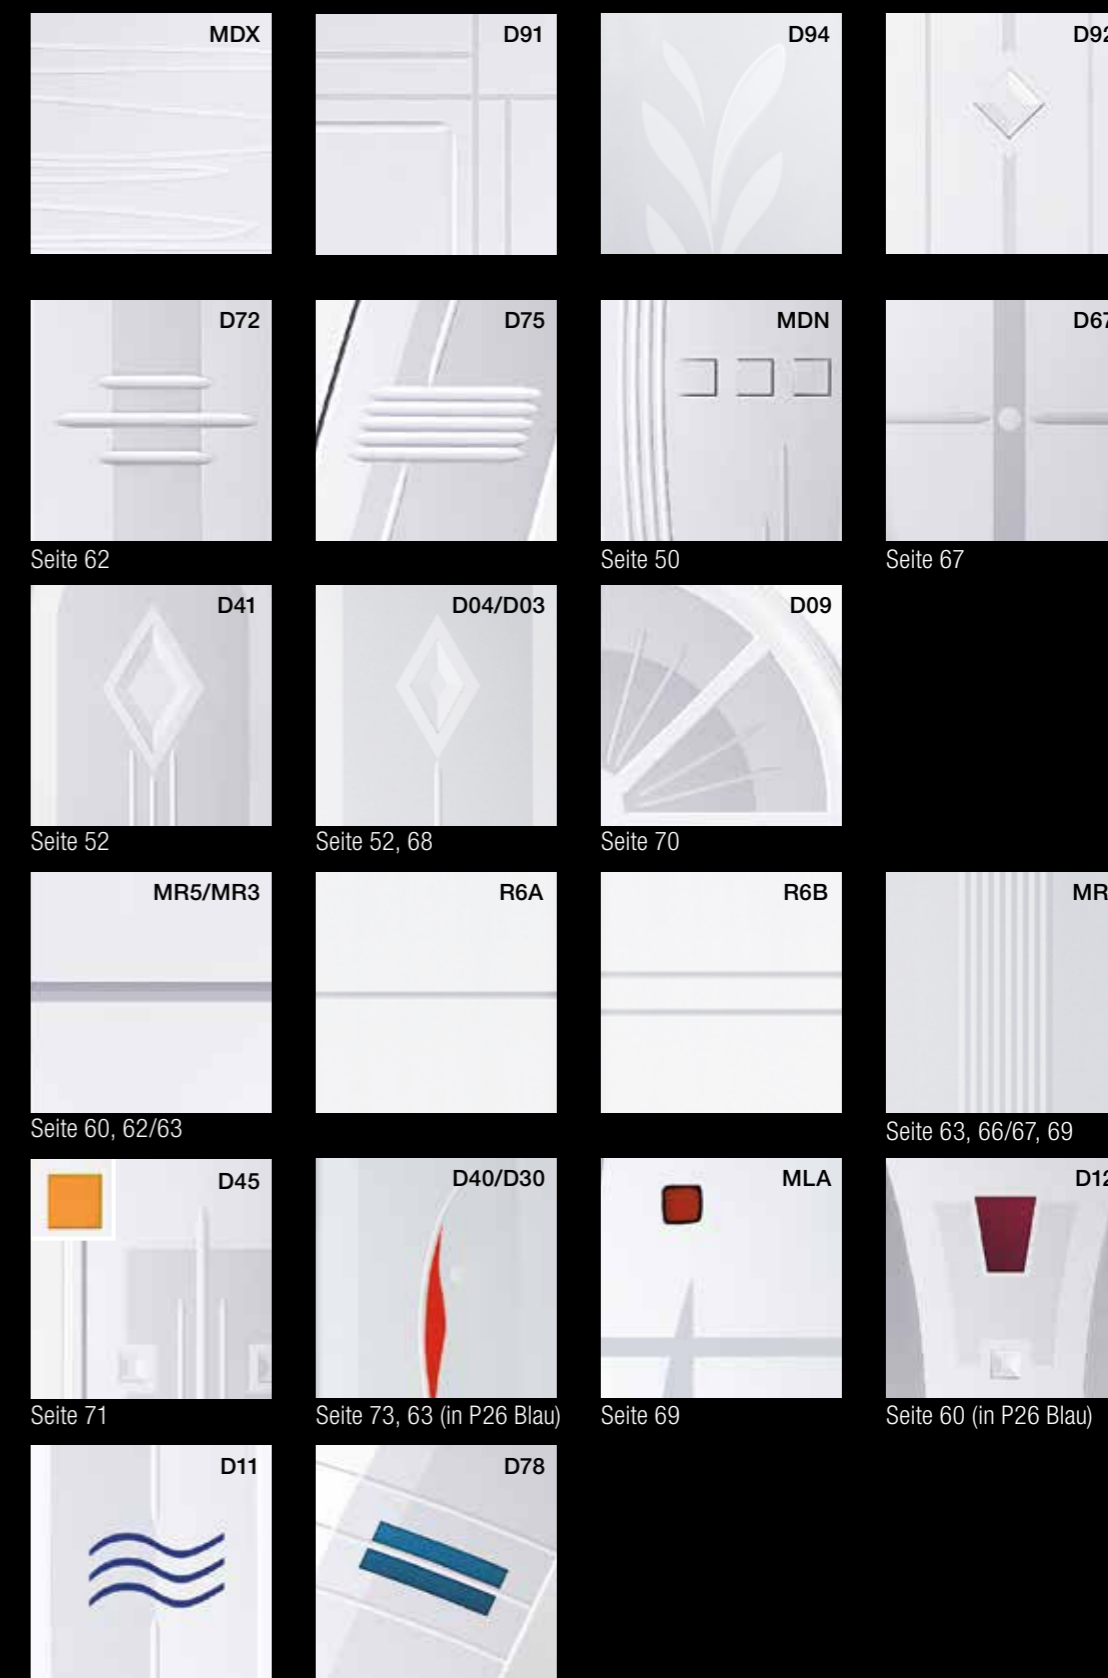 MDX
D91
D94
D92
D72
D75
MDN
D67
Seite 62
Seite 50
Seite 67
D41
D04/D03
D09
Seite 52
Seite 52, 68
Seite 70
MR5/MR3
R6A
R6B
MR
Seite 60, 62/63
Seite 63, 66/67, 69
D45
D40/D30
MLA
D12
Seite 71
Seite 73, 63 (in P26 Blau)
Seite 69
Seite 60 (in P26 Blau)
D11
D78